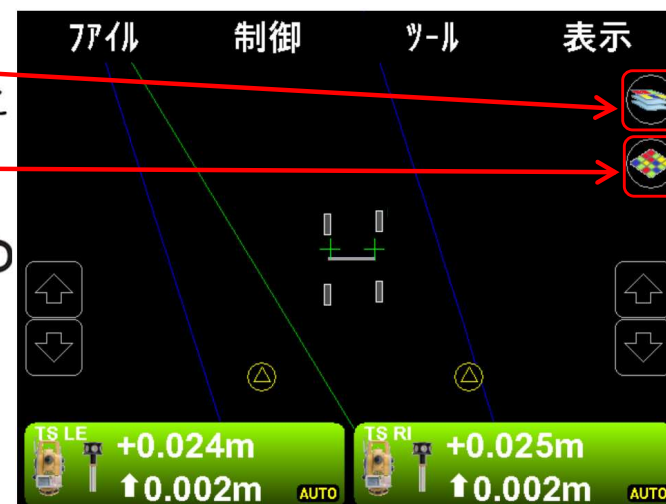 ﾌｧｲﾙ 制御 ﾂｰﾙ 表示
TS LE
+0.024m
⬆0.002m AUTO
TS RI
+0.025m
⬆0.002m AUTO